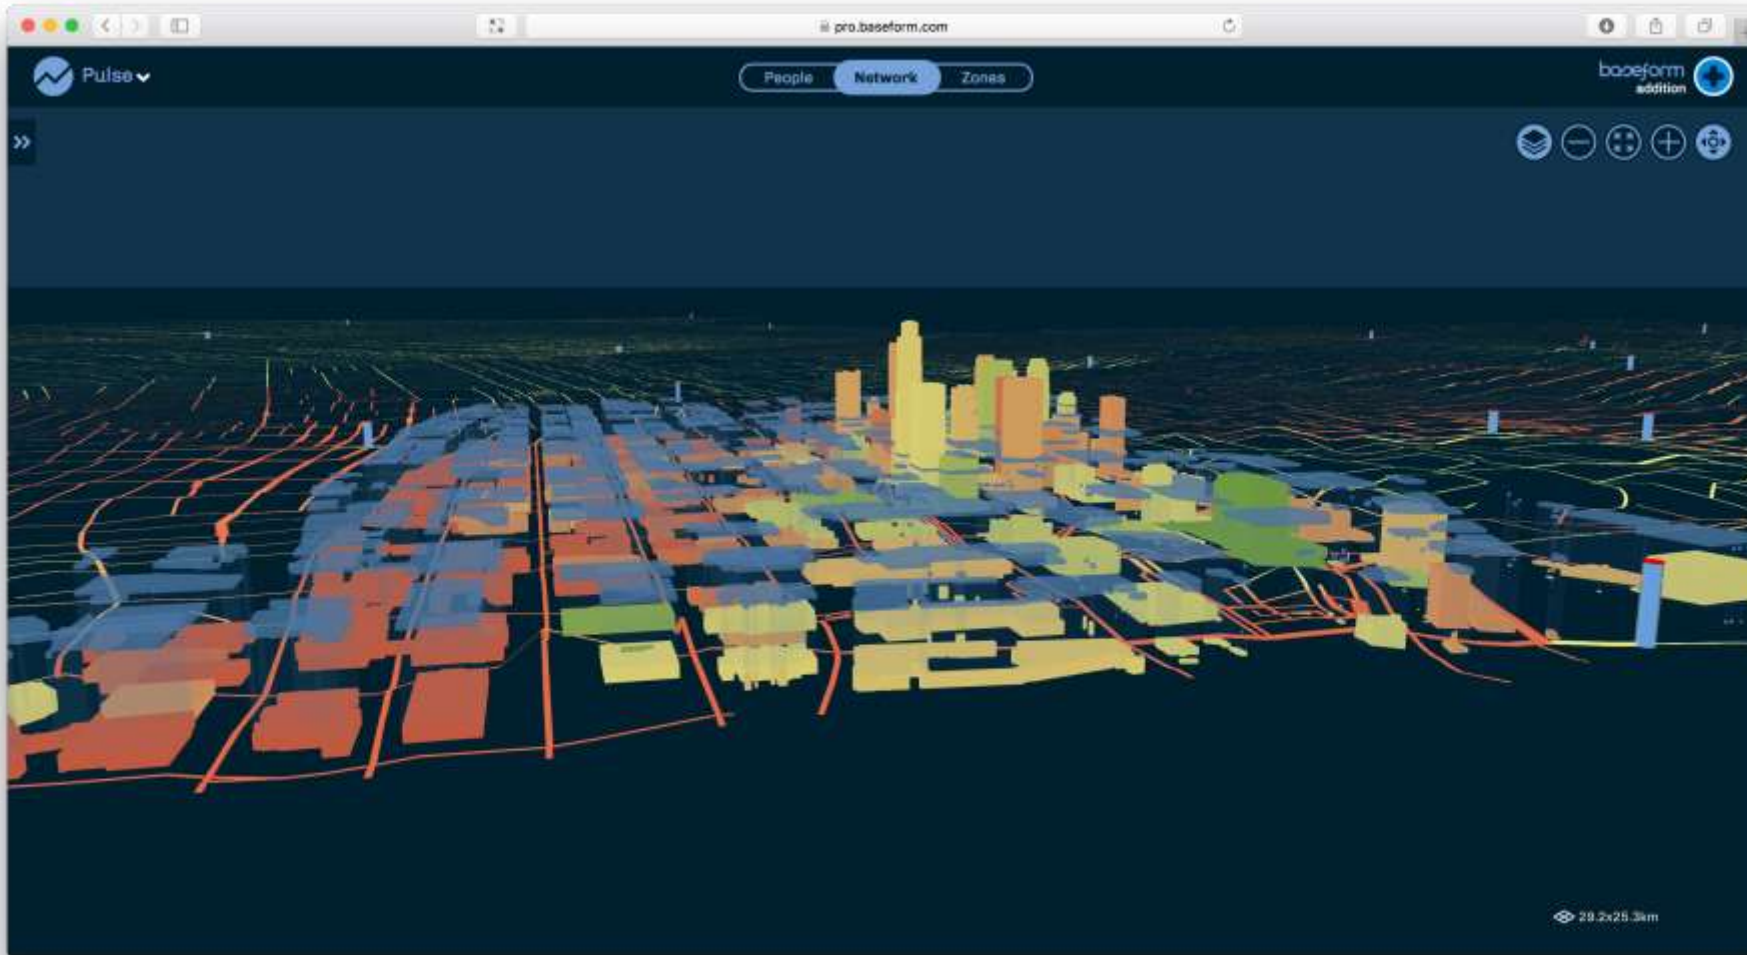 pro.baseform.com
Pulse
People
Network
Zones
baseform
addition
29.2x25.3km